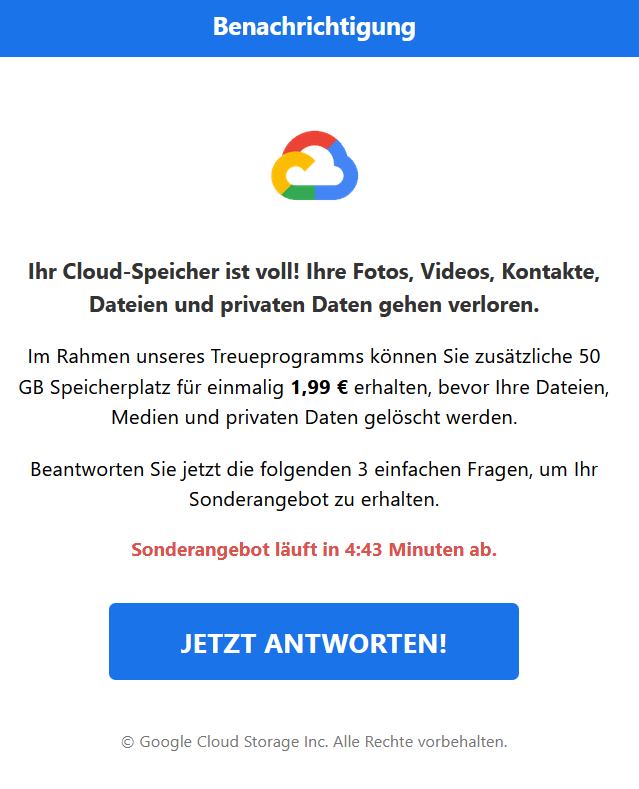 Benachrichtigung
Ihr Cloud-Speicher ist voll! Ihre Fotos, Videos, Kontakte,
Dateien und privaten Daten gehen verloren.
Im Rahmen unseres Treueprogramms können Sie zusätzliche 50
GB Speicherplatz für einmalig 1,99 € erhalten, bevor Ihre Dateien,
Medien und privaten Daten gelöscht werden.
Beantworten Sie jetzt die folgenden 3 einfachen Fragen, um Ihr
Sonderangebot zu erhalten.
Sonderangebot läuft in 4:43 Minuten ab.
JETZT ANTWORTEN!
© Google Cloud Storage Inc. Alle Rechte vorbehalten.